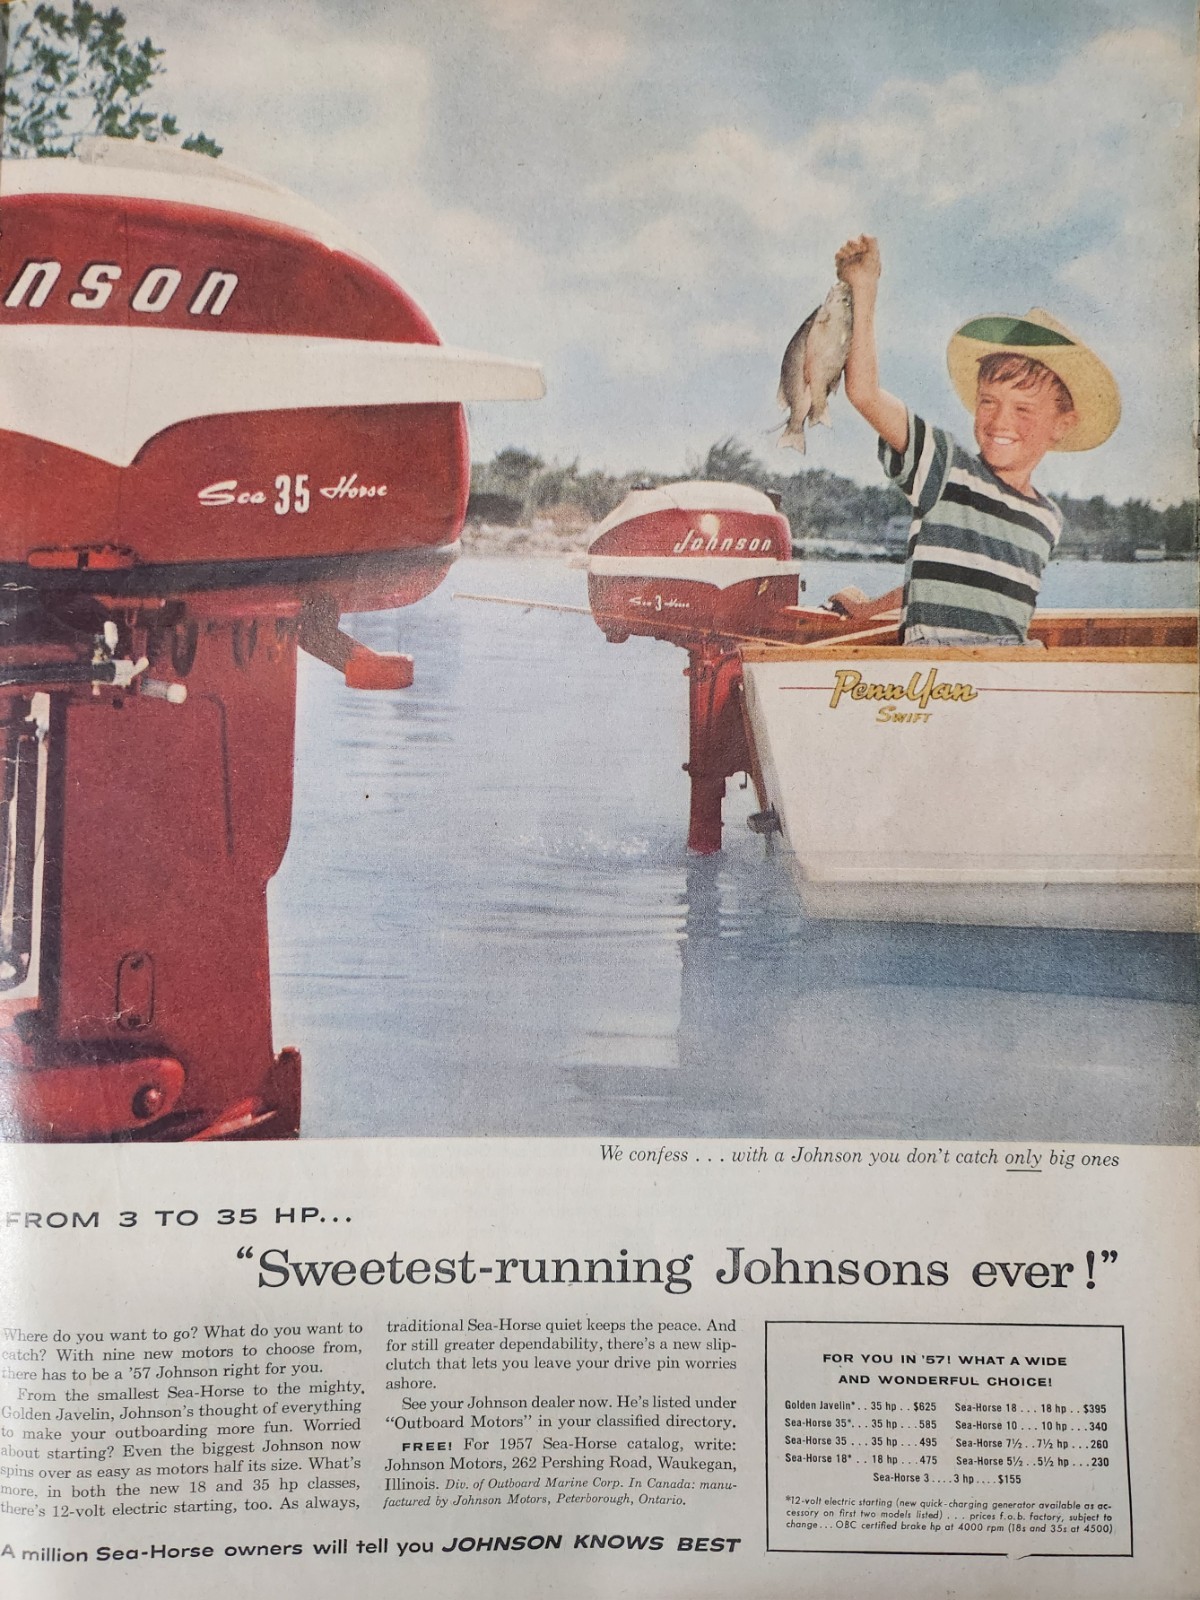 nson
Sea 35 Horse
Johnson
Sea 3 Horse
Penn Yan
SWIFT
We confess . . . with a Johnson you don't catch only big ones
FROM 3 TO 35 HP...
"Sweetest-running Johnsons ever!"
Where do you want to go? What do you want to
catch? With nine new motors to choose from,
there has to be a '57 Johnson right for you.
From the smallest Sea-Horse to the mighty
Golden Javelin, Johnson's thought of everything
to make your outboarding more fun. Worried
about starting? Even the biggest Johnson now
spins over as easy as motors half its size. What's
more, in both the new 18 and 35 hp classes,
there's 12-volt electric starting, too. As always,
traditional Sea-Horse quiet keeps the peace. And
for still greater dependability, there's a new slip-
clutch that lets you leave your drive pin worries
ashore.
See your Johnson dealer now. He's listed under
"Outboard Motors" in your classified directory.
FREE! For 1957 Sea-Horse catalog, write:
Johnson Motors, 262 Pershing Road, Waukegan,
Illinois. Div. of Outboard Marine Corp. In Canada: manu-
factured by Johnson Motors, Peterborough, Ontario.
A million Sea-Horse owners will tell you JOHNSON KNOWS BEST
FOR YOU IN '57! WHAT A WIDE
AND WONDERFUL CHOICE!
Golden Javelin* . . 35 hp . . $625
Sea-Horse 35* . . . 35 hp . . . 585
Sea-Horse 35 . . . 35 hp . . . 495
Sea-Horse 18* . . 18 hp . . . 475
Sea-Horse 18 . . . 18 hp . . $395
Sea-Horse 10 . . . 10 hp . . . 340
Sea-Horse 7½ . . 7½ hp . . . 260
Sea-Horse 5½ . . 5½ hp . . . 230
Sea-Horse 3 . . . . 3 hp . . . . $155
*12-volt electric starting (new quick-charging generator available as ac-
cessory on first two models listed) . . . prices f.o.b. factory, subject to
change . . . OBC certified brake hp at 4000 rpm (18s and 35s at 4500)